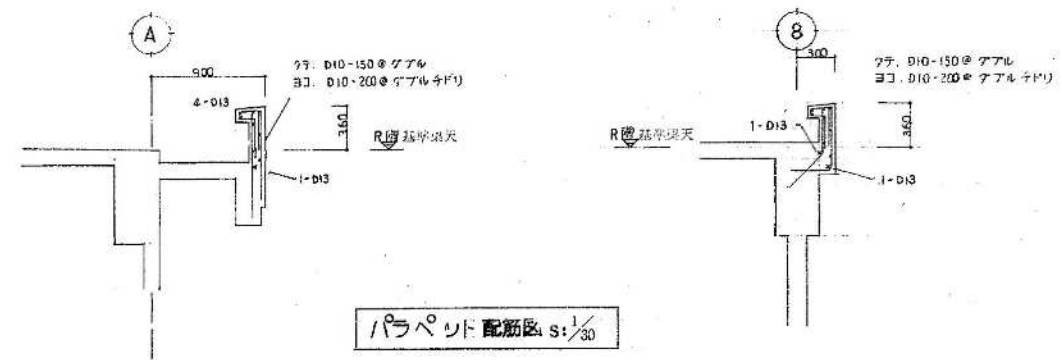 A
900
タテ. D10-150@ ダブル
ヨコ. D10-200@ ダブルチドリ
4-D13
360
R階基準梁天
1-D13
8
300
タテ. D10-150@ ダブル
ヨコ. D10-200@ ダブルチドリ
1-D13
360
R階基準梁天
1-D13
パラペット配筋図 S:1/30